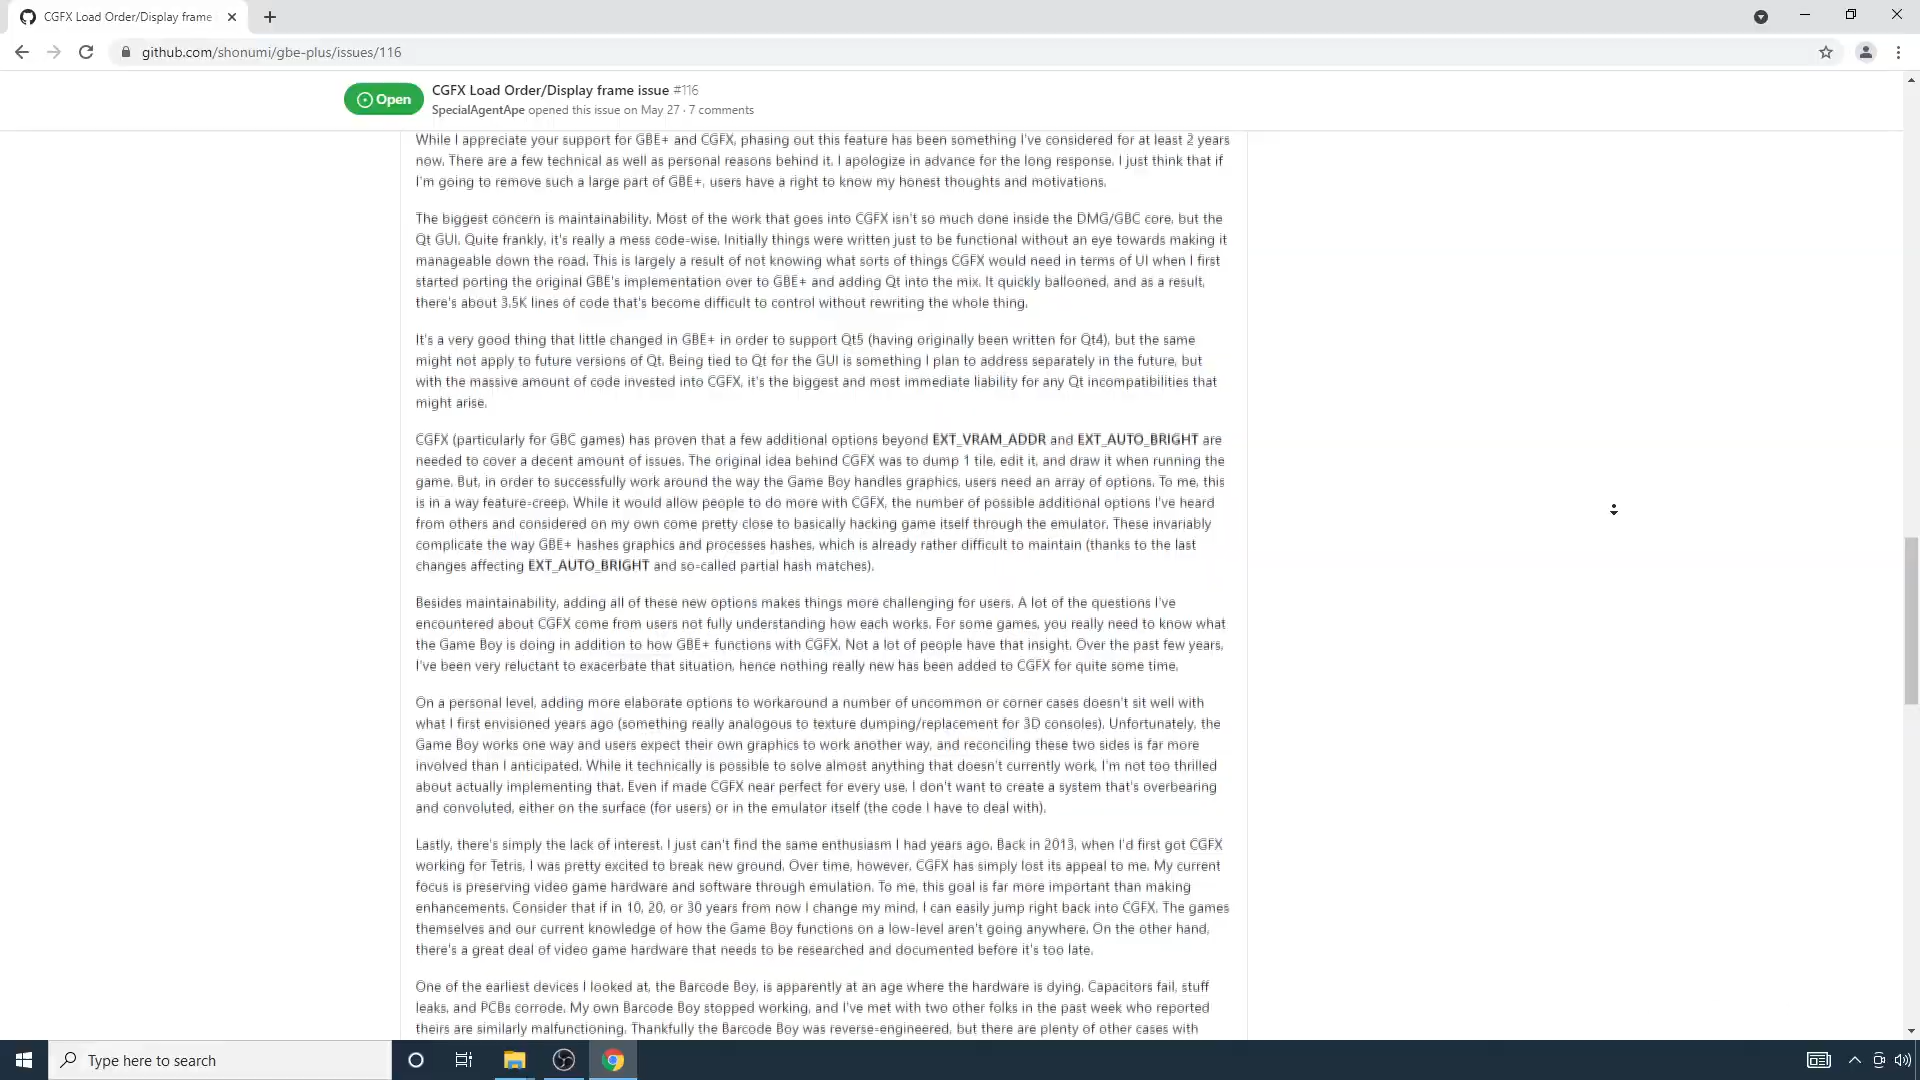 CGFX Load Order/Display frame
github.com/shonumi/gbe-plus/issues/116
Open
CGFX Load Order/Display frame issue #116
SpecialAgentApe opened this issue on May 27 · 7 comments
While I appreciate your support for GBE+ and CGFX, phasing out this feature has been something I've considered for at least 2 years
now. There are a few technical as well as personal reasons behind it. I apologize in advance for the long response. I just think that if
I'm going to remove such a large part of GBE+, users have a right to know my honest thoughts and motivations.
The biggest concern is maintainability. Most of the work that goes into CGFX isn't so much done inside the DMG/GBC core, but the
Qt GUI. Quite frankly, it's really a mess code-wise. Initially things were written just to be functional without an eye towards making it
manageable down the road. This is largely a result of not knowing what sorts of things CGFX would need in terms of UI when I first
started porting the original GBE's implementation over to GBE+ and adding Qt into the mix. It quickly ballooned, and as a result,
there's about 3.5K lines of code that's become difficult to control without rewriting the whole thing.
It's a very good thing that little changed in GBE+ in order to support Qt5 (having originally been written for Qt4), but the same
might not apply to future versions of Qt. Being tied to Qt for the GUI is something I plan to address separately in the future, but
with the massive amount of code invested into CGFX, it's the biggest and most immediate liability for any Qt incompatibilities that
might arise.
CGFX (particularly for GBC games) has proven that a few additional options beyond EXT_VRAM_ADDR and EXT_AUTO_BRIGHT are
needed to cover a decent amount of issues. The original idea behind CGFX was to dump 1 tile, edit it, and draw it when running the
game. But, in order to successfully work around the way the Game Boy handles graphics, users need an array of options. To me, this
is in a way feature-creep. While it would allow people to do more with CGFX, the number of possible additional options I've heard
from others and considered on my own come pretty close to basically hacking game itself through the emulator. These invariably
complicate the way GBE+ hashes graphics and processes hashes, which is already rather difficult to maintain (thanks to the last
changes affecting EXT_AUTO_BRIGHT and so-called partial hash matches).
Besides maintainability, adding all of these new options makes things more challenging for users. A lot of the questions I've
encountered about CGFX come from users not fully understanding how each works. For some games, you really need to know what
the Game Boy is doing in addition to how GBE+ functions with CGFX. Not a lot of people have that insight. Over the past few years,
I've been very reluctant to exacerbate that situation, hence nothing really new has been added to CGFX for quite some time.
On a personal level, adding more elaborate options to workaround a number of uncommon or corner cases doesn't sit well with
what I first envisioned years ago (something really analogous to texture dumping/replacement for 3D consoles). Unfortunately, the
Game Boy works one way and users expect their own graphics to work another way, and reconciling these two sides is far more
involved than I anticipated. While it technically is possible to solve almost anything that doesn't currently work, I'm not too thrilled
about actually implementing that. Even if made CGFX near perfect for every use, I don't want to create a system that's overbearing
and convoluted, either on the surface (for users) or in the emulator itself (the code I have to deal with).
Lastly, there's simply the lack of interest. I just can't find the same enthusiasm I had years ago. Back in 2013, when I'd first got CGFX
working for Tetris, I was pretty excited to break new ground. Over time, however, CGFX has simply lost its appeal to me. My current
focus is preserving video game hardware and software through emulation. To me, this goal is far more important than making
enhancements. Consider that if in 10, 20, or 30 years from now I change my mind, I can easily jump right back into CGFX. The games
themselves and our current knowledge of how the Game Boy functions on a low-level aren't going anywhere. On the other hand,
there's a great deal of video game hardware that needs to be researched and documented before it's too late.
One of the earliest devices I looked at, the Barcode Boy, is apparently at an age where the hardware is dying. Capacitors fail, stuff
leaks, and PCBs corrode. My own Barcode Boy stopped working, and I've met with two other folks in the past week who reported
theirs are similarly malfunctioning. Thankfully the Barcode Boy was reverse-engineered, but there are plenty of other cases with
Type here to search